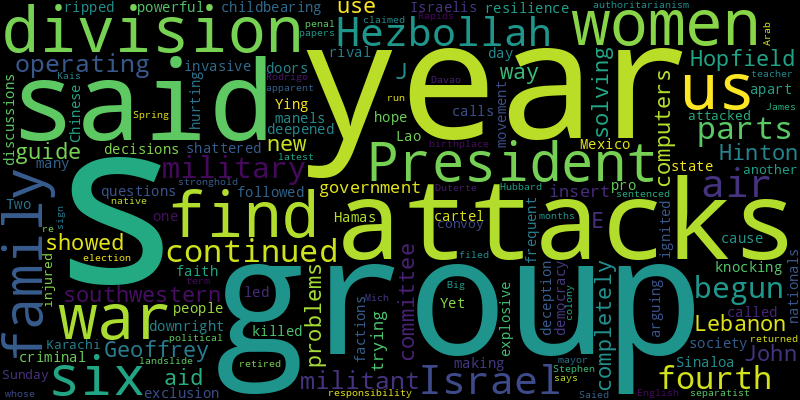 ripped powerful childbearing use Israelis resilience authoritarianism
division Hezbollah women Arab
operating invasive rival penal papers claimed Rapids Hopfield
discussions Kais Chinese said hurting doors year J way day solving computers us teacher
Spring Ying Rodrigo apparent Davao run movement apart James
guide many decisions shattered manels deepened new hope Lao calls Mexico attacked parts
military latest President birthplace state Hinton
Two questions followed stronghold government Duterte Hubbard pro insert sentenced air another
family native one find Hamas cartel convoy E frequent months ignited cause
showed S election continued attacks filed knocking
re sign injured faith problems committee Big deception democracy colony begun nationals
southwestern term led group factions Mich Yet explosive arguing called
war people trying Lebanon
Karachi downright political killed making mayor completely society returned
criminal Geoffrey landslide Stephen Sinaloa John
Sunday six aid retired militant Israel says fourth
whose exclusion responsibility English Saied separatist